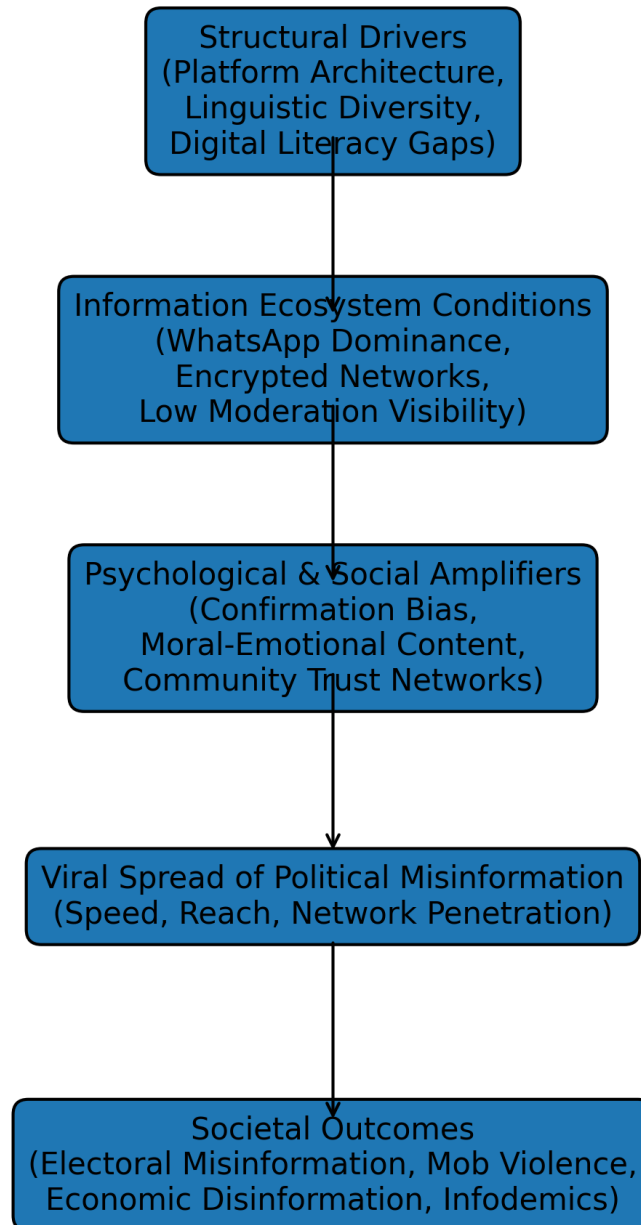 Structural Drivers
(Platform Architecture,
Linguistic Diversity,
Digital Literacy Gaps)
Information Ecosystem Conditions
(WhatsApp Dominance,
Encrypted Networks,
Low Moderation Visibility)
Psychological & Social Amplifiers
(Confirmation Bias,
Moral-Emotional Content,
Community Trust Networks)
Viral Spread of Political Misinformation
(Speed, Reach, Network Penetration)
Societal Outcomes
(Electoral Misinformation, Mob Violence,
Economic Disinformation, Infodemics)